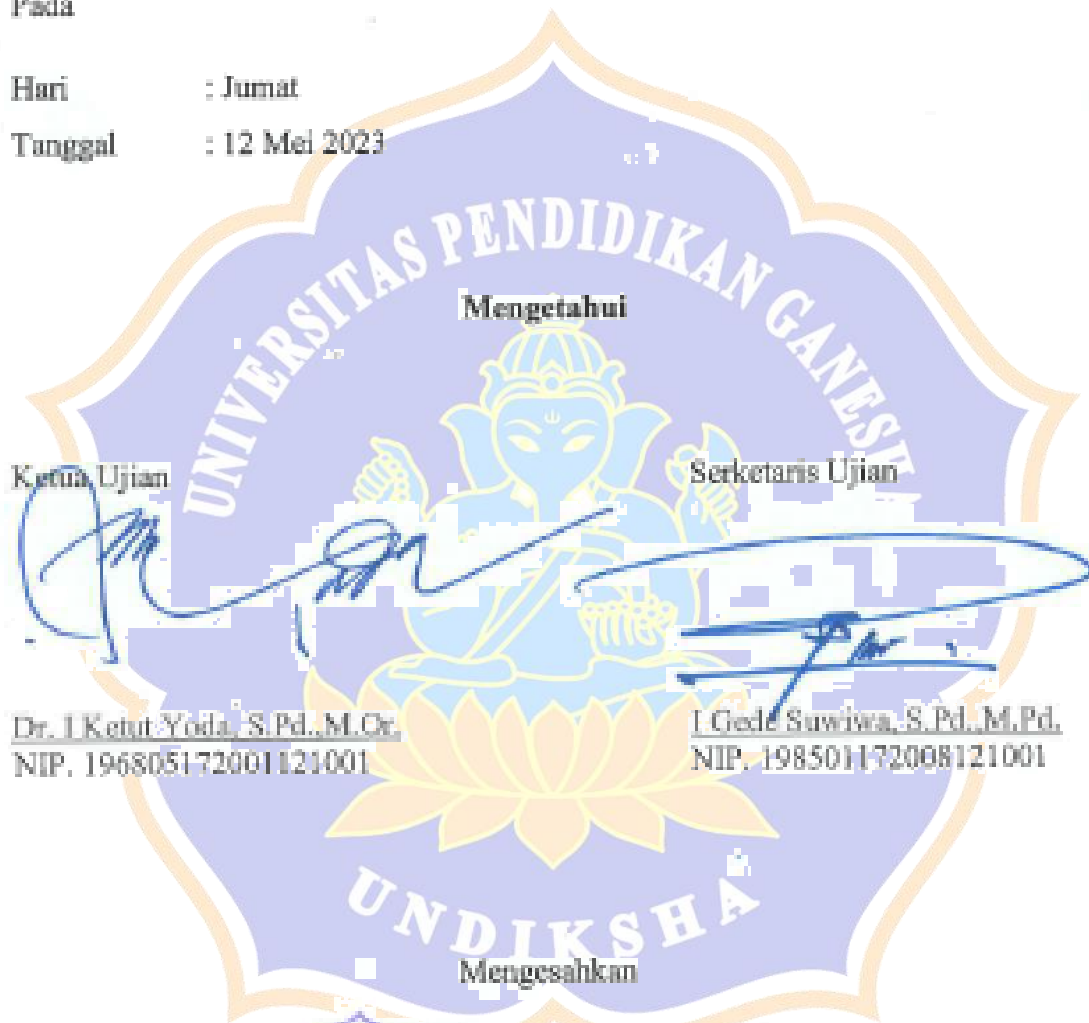 Pada
Hari : Jumat
Tanggal : 12 Mei 2023
UNIVERSITAS PENDIDIKAN GANESHA
Mengetahui
Ketua Ujian
Serketaris Ujian
Dr. I Ketut Yoda, S.Pd.,M.Or.
NIP. 196805172001121001
I Gede Suwiwa, S.Pd.,M.Pd.
NIP. 198501172008121001
UNDIKSHA
Mengesahkan